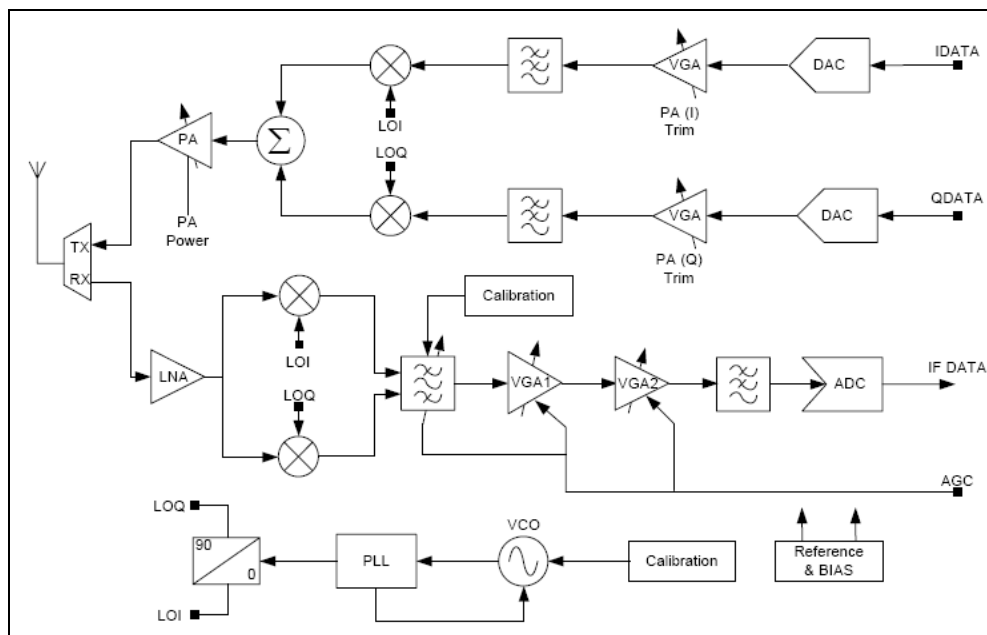 IDATA
DAC
VGA
PA (I)
Trim
LOI
PA
Σ
LOQ
PA
Power
QDATA
DAC
VGA
PA (Q)
Trim
TX
RX
Calibration
LOI
LNA
LOQ
VGA1
VGA2
ADC
IF DATA
AGC
LOQ
90
0
LOI
PLL
VCO
Calibration
Reference
& BIAS